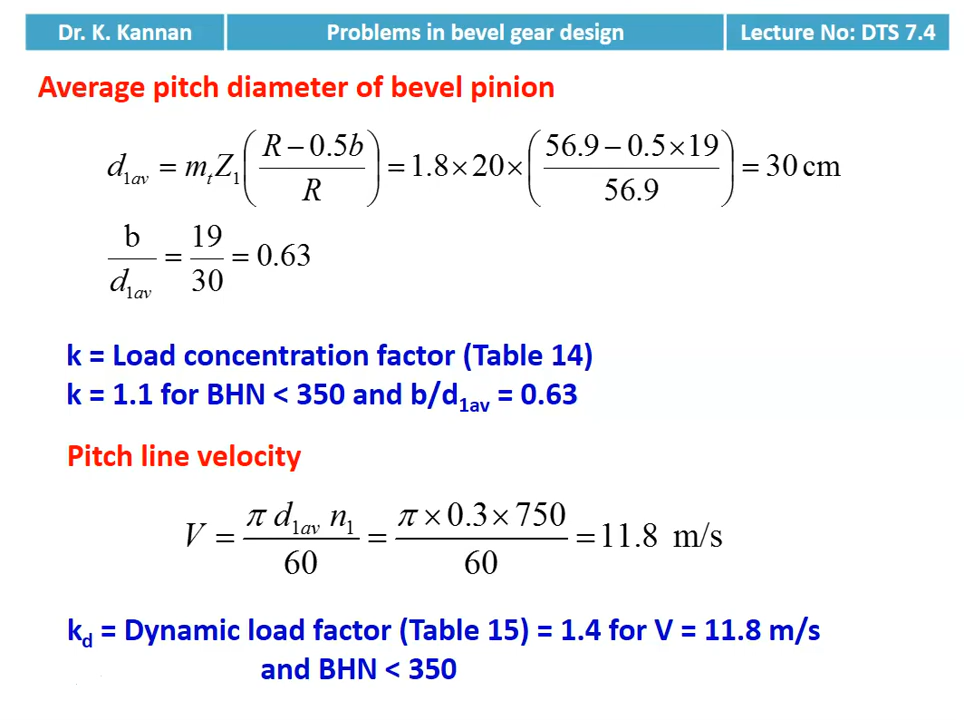 Dr. K. Kannan
Problems in bevel gear design
Lecture No: DTS 7.4
Average pitch diameter of bevel pinion
d₁ₐᵥ = mₜZ₁((R − 0.5b)/R) = 1.8 × 20 × ((56.9 − 0.5 × 19)/56.9) = 30 cm
b/d₁ₐᵥ = 19/30 = 0.63
k = Load concentration factor (Table 14)
k = 1.1 for BHN < 350 and b/d₁ₐᵥ = 0.63
Pitch line velocity
V = (π d₁ₐᵥ n₁)/60 = (π × 0.3 × 750)/60 = 11.8 m/s
k_d = Dynamic load factor (Table 15) = 1.4 for V = 11.8 m/s
and BHN < 350